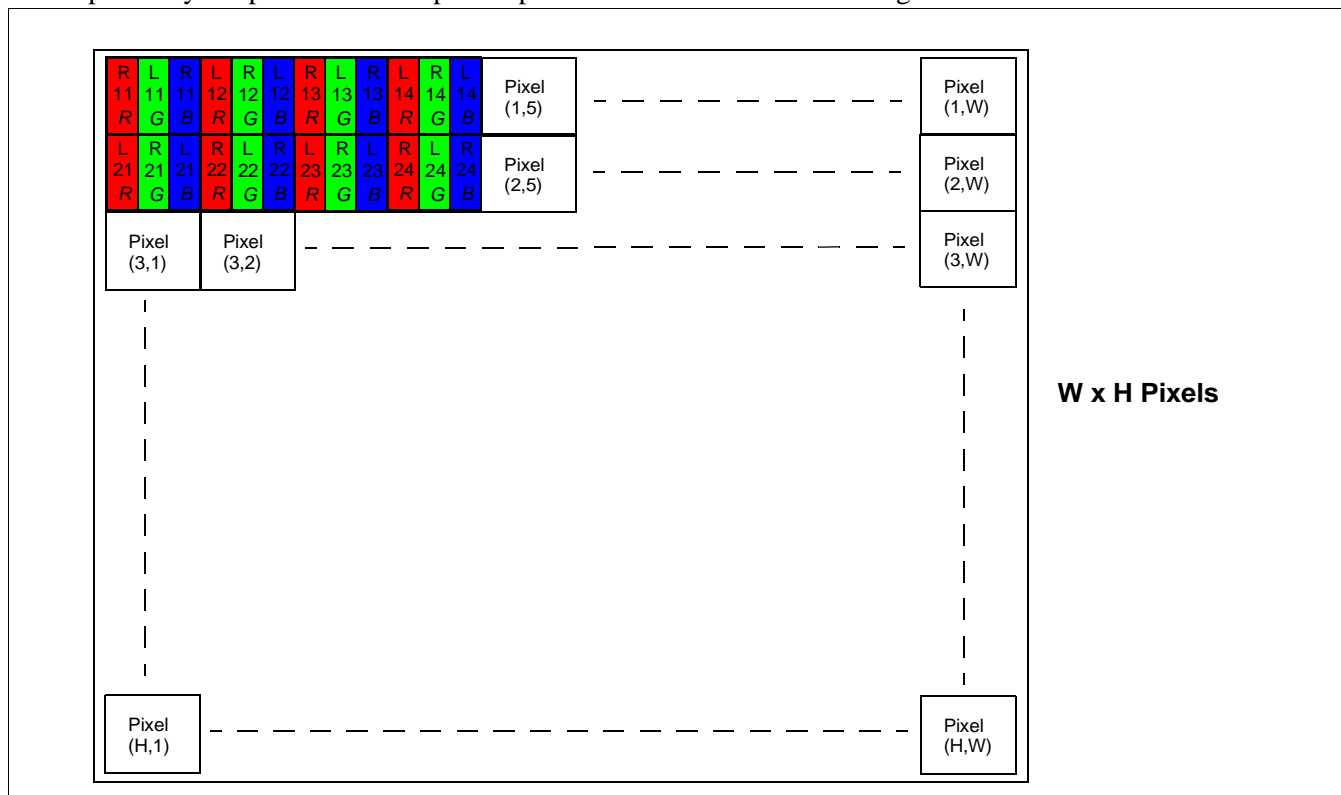 R L R L R L R L R L R L
11 11 11 12 12 12 13 13 13 14 14 14
R G B R G B R G B R G B
Pixel
(1,5)
Pixel
(1,W)
L R L R L R L R L R L R
21 21 21 22 22 22 23 23 23 24 24 24
R G B R G B R G B R G B
Pixel
(2,5)
Pixel
(2,W)
Pixel
(3,1)
Pixel
(3,2)
Pixel
(3,W)
W x H Pixels
Pixel
(H,1)
Pixel
(H,W)